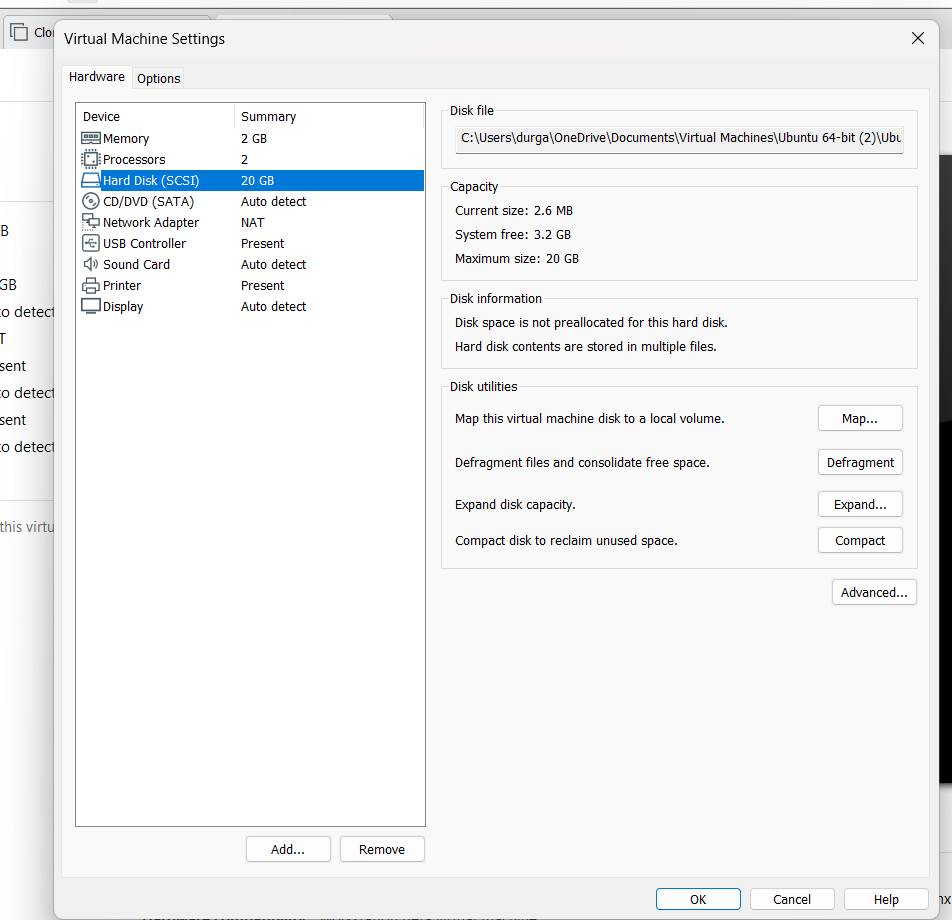 Clo
Virtual Machine Settings
Hardware
Options
Device Summary
Memory 2 GB
Processors 2
Hard Disk (SCSI) 20 GB
CD/DVD (SATA) Auto detect
Network Adapter NAT
USB Controller Present
Sound Card Auto detect
Printer Present
Display Auto detect
Add...
Remove
Disk file
C:\Users\durga\OneDrive\Documents\Virtual Machines\Ubuntu 64-bit (2)\Ubu
Capacity
Current size: 2.6 MB
System free: 3.2 GB
Maximum size: 20 GB
Disk information
Disk space is not preallocated for this hard disk.
Hard disk contents are stored in multiple files.
Disk utilities
Map this virtual machine disk to a local volume.
Map...
Defragment files and consolidate free space.
Defragment
Expand disk capacity.
Expand...
Compact disk to reclaim unused space.
Compact
Advanced...
OK
Cancel
Help
B
GB
to detect
T
sent
to detect
sent
to detect
this virtu